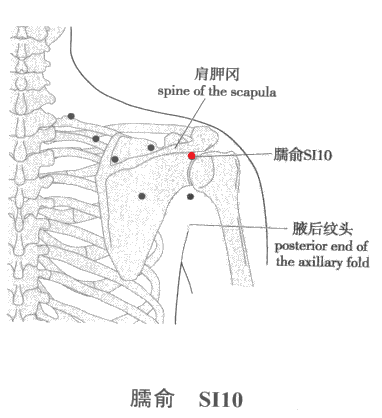 肩胛冈
spine of the scapula
臑俞SI10
腋后纹头
posterior end of
the axillary fold
臑俞 SI10